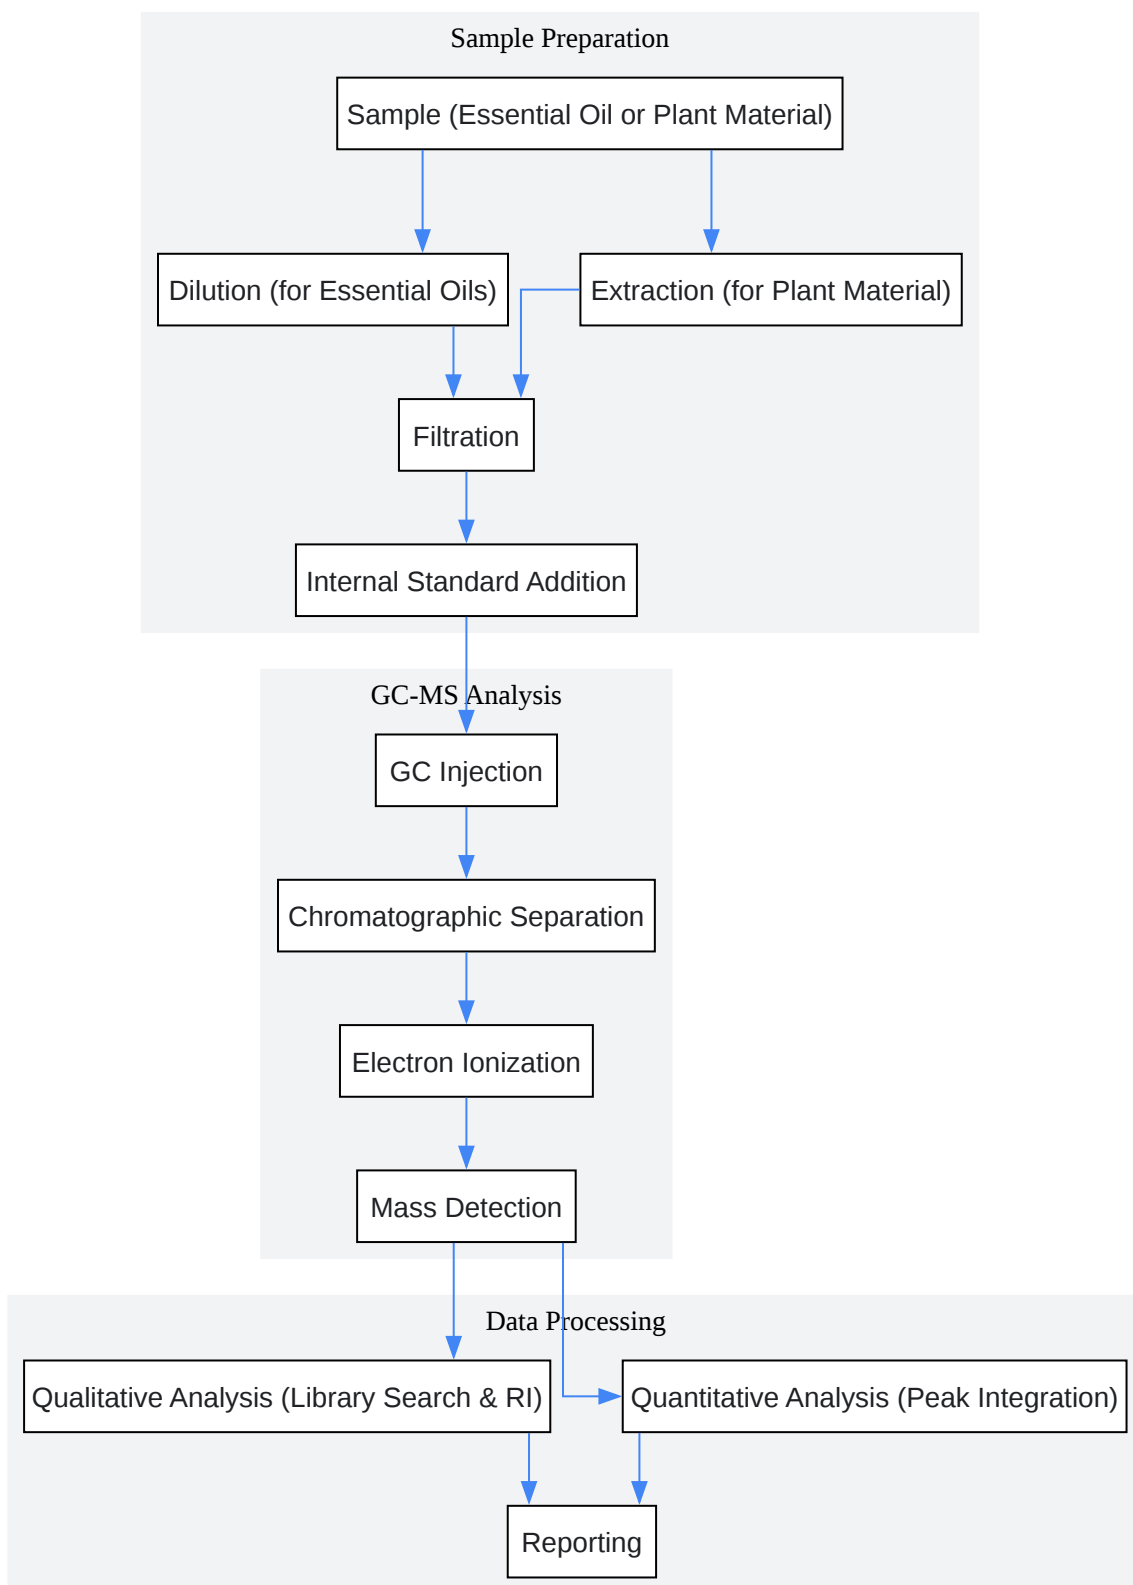 Sample Preparation
Sample (Essential Oil or Plant Material)
Dilution (for Essential Oils)
Extraction (for Plant Material)
Filtration
Internal Standard Addition
GC-MS Analysis
GC Injection
Chromatographic Separation
Electron Ionization
Mass Detection
Data Processing
Qualitative Analysis (Library Search & RI)
Quantitative Analysis (Peak Integration)
Reporting